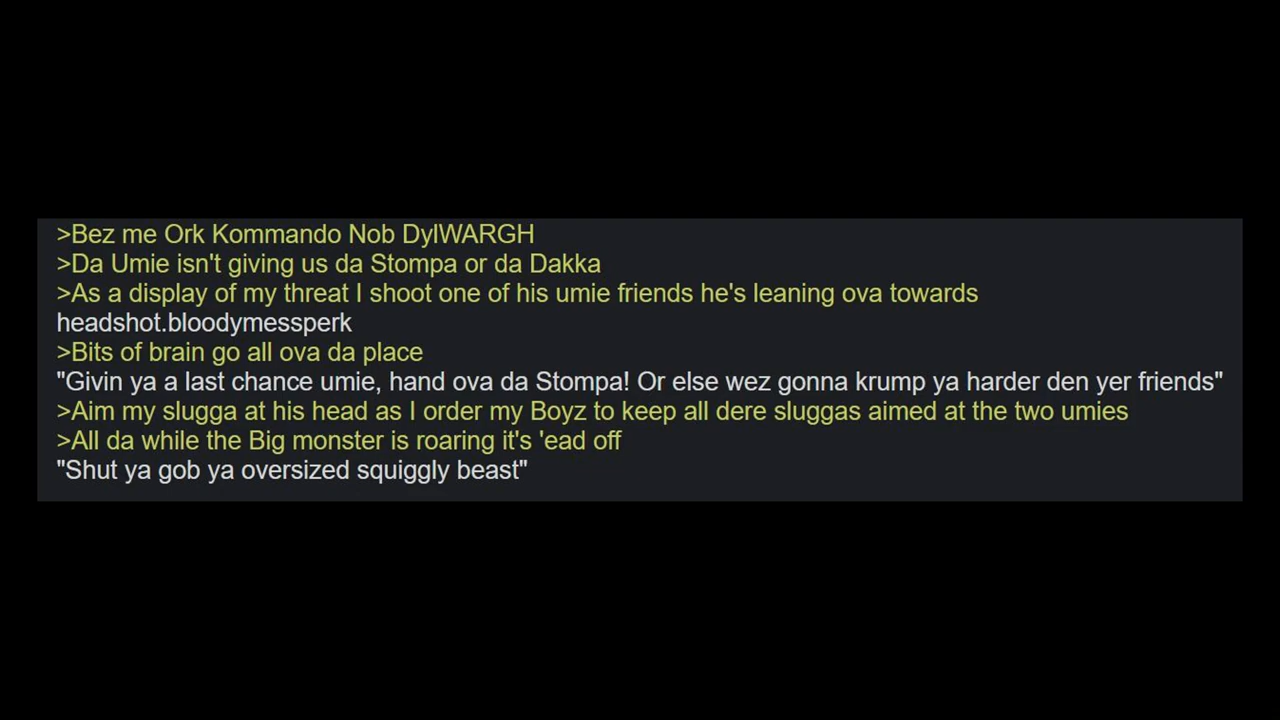 >Bez me Ork Kommando Nob DylWARGH
>Da Umie isn't giving us da Stompa or da Dakka
>As a display of my threat I shoot one of his umie friends he's leaning ova towards
headshot.bloodymessperk
>Bits of brain go all ova da place
"Givin ya a last chance umie, hand ova da Stompa! Or else wez gonna krump ya harder den yer friends"
>Aim my slugga at his head as I order my Boyz to keep all dere sluggas aimed at the two umies
>All da while the Big monster is roaring it's 'ead off
"Shut ya gob ya oversized squiggly beast"